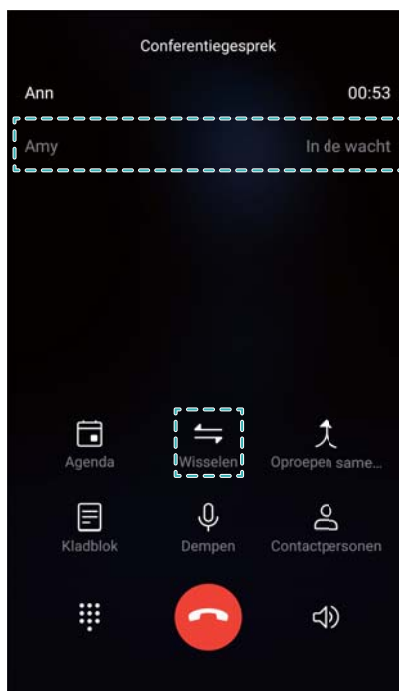 Conferentiegesprek
Ann 00:53
Amy In de wacht
Agenda Wisselen Oproepen same...
Kladblok Dempen Contactpersonen